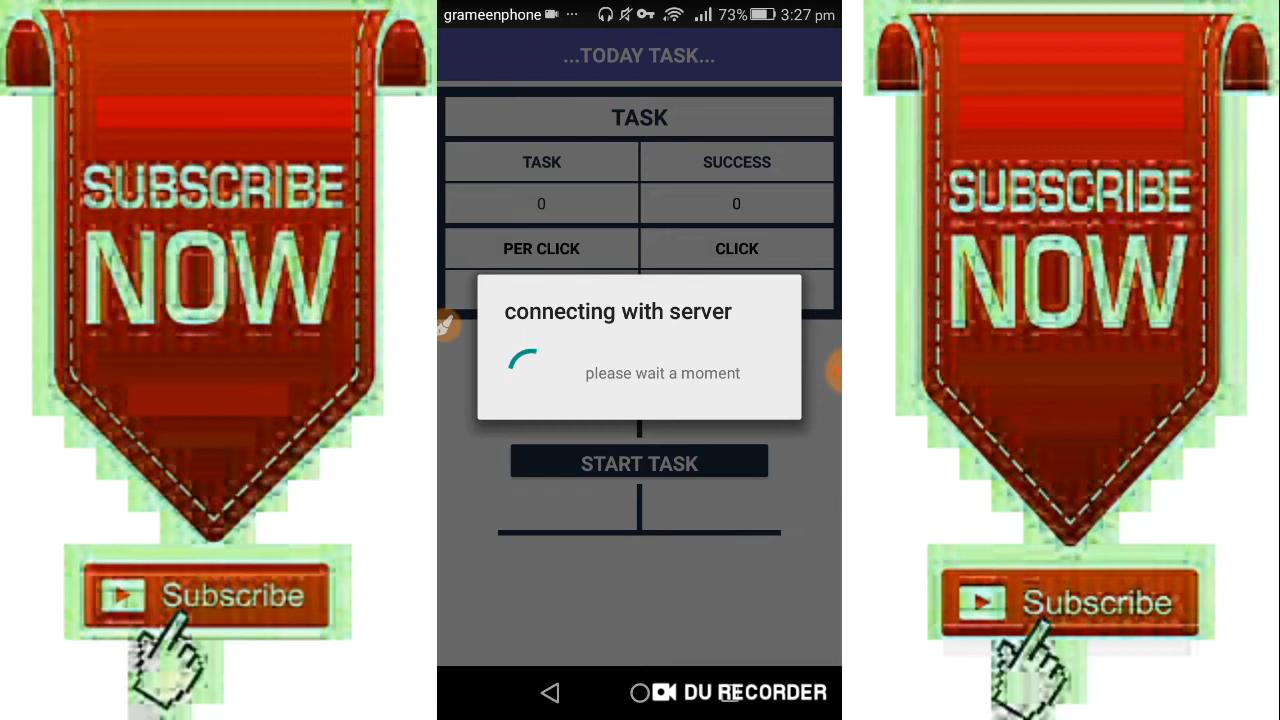 SUBSCRIBE
NOW
Subscribe
grameenphone ... 73% 3:27 pm
...TODAY TASK...
TASK
TASK SUCCESS
0 0
PER CLICK CLICK
connecting with server
please wait a moment
START TASK
DU RECORDER
SUBSCRIBE
NOW
Subscribe